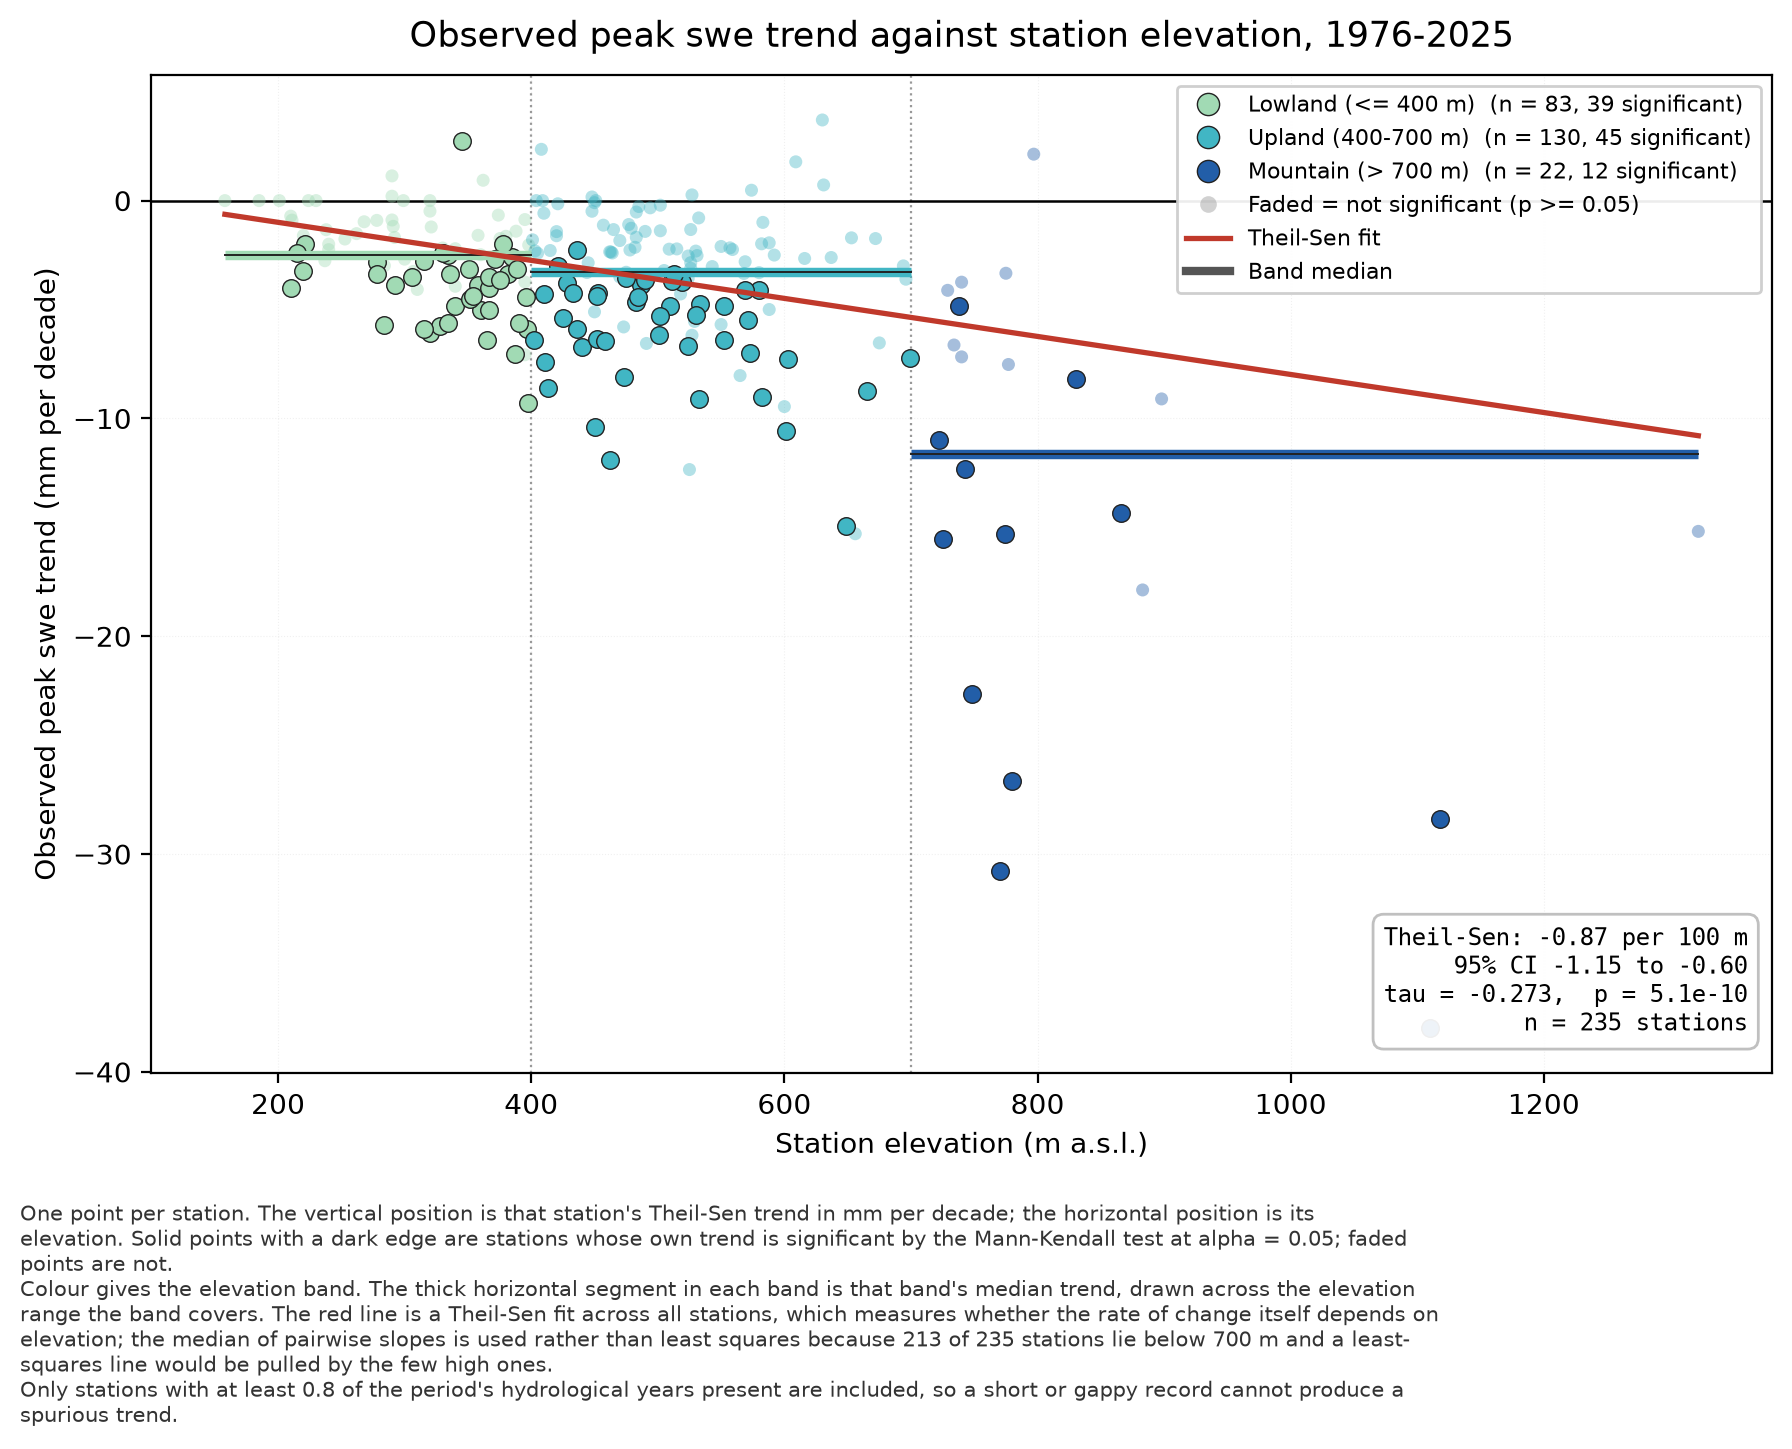 Observed peak swe trend against station elevation, 1976-2025
Lowland (<= 400 m)  (n = 83, 39 significant)
Upland (400-700 m)  (n = 130, 45 significant)
Mountain (> 700 m)  (n = 22, 12 significant)
Faded = not significant (p >= 0.05)
Theil-Sen fit
Band median
Observed peak swe trend (mm per decade)
0
−10
−20
−30
−40
Theil-Sen: -0.87 per 100 m
95% CI -1.15 to -0.60
tau = -0.273,  p = 5.1e-10
n = 235 stations
200
400
600
800
1000
1200
Station elevation (m a.s.l.)
One point per station. The vertical position is that station's Theil-Sen trend in mm per decade; the horizontal position is its
elevation. Solid points with a dark edge are stations whose own trend is significant by the Mann-Kendall test at alpha = 0.05; faded
points are not.
Colour gives the elevation band. The thick horizontal segment in each band is that band's median trend, drawn across the elevation
range the band covers. The red line is a Theil-Sen fit across all stations, which measures whether the rate of change itself depends on
elevation; the median of pairwise slopes is used rather than least squares because 213 of 235 stations lie below 700 m and a least-
squares line would be pulled by the few high ones.
Only stations with at least 0.8 of the period's hydrological years present are included, so a short or gappy record cannot produce a
spurious trend.